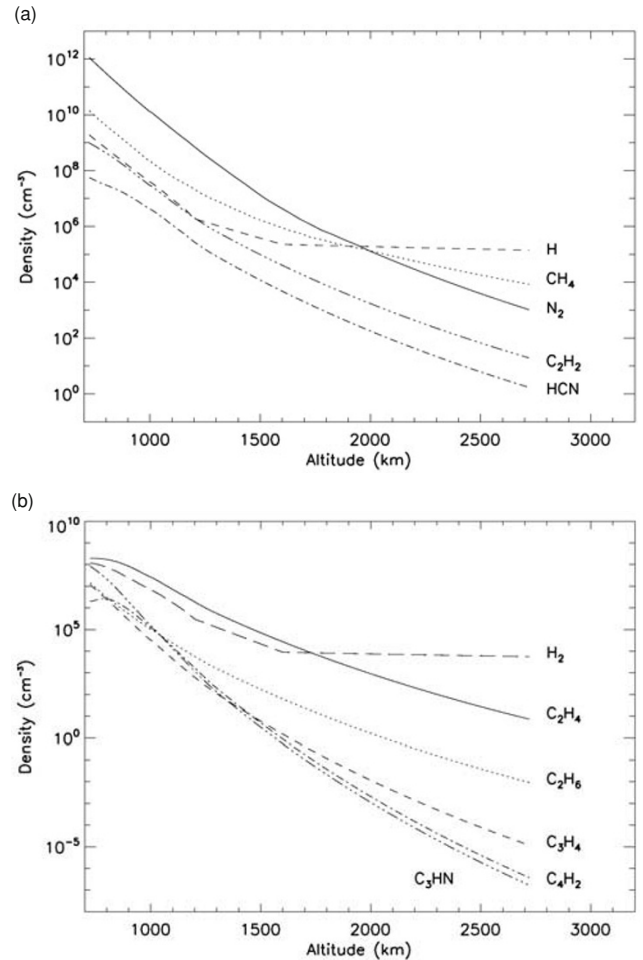 (a)
10¹²
10¹⁰
10⁸
10⁶
10⁴
10²
10⁰
Density (cm⁻³)
H
CH₄
N₂
C₂H₂
HCN
1000 1500 2000 2500 3000
Altitude (km)
(b)
10¹⁰
10⁵
10⁰
10⁻⁵
Density (cm⁻³)
H₂
C₂H₄
C₂H₆
C₃H₄
C₃HN C₄H₂
1000 1500 2000 2500 3000
Altitude (km)